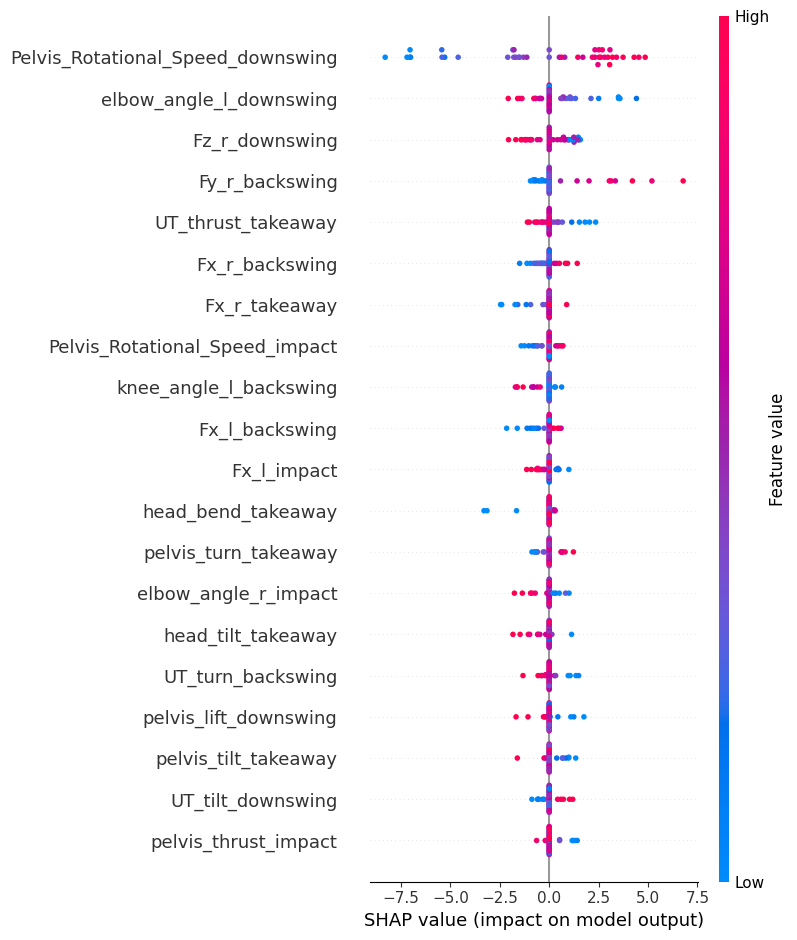 High
Pelvis_Rotational_Speed_downswing
elbow_angle_l_downswing
Fz_r_downswing
Fy_r_backswing
UT_thrust_takeaway
Fx_r_backswing
Fx_r_takeaway
Pelvis_Rotational_Speed_impact
knee_angle_l_backswing
Fx_l_backswing
Fx_l_impact
head_bend_takeaway
pelvis_turn_takeaway
elbow_angle_r_impact
head_tilt_takeaway
UT_turn_backswing
pelvis_lift_downswing
pelvis_tilt_takeaway
UT_tilt_downswing
pelvis_thrust_impact
Feature value
Low
−7.5 −5.0 −2.5 0.0 2.5 5.0 7.5
SHAP value (impact on model output)